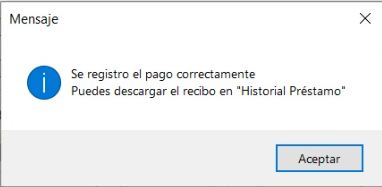 Mensaje
Se registro el pago correctamente
Puedes descargar el recibo en "Historial Préstamo"
Aceptar